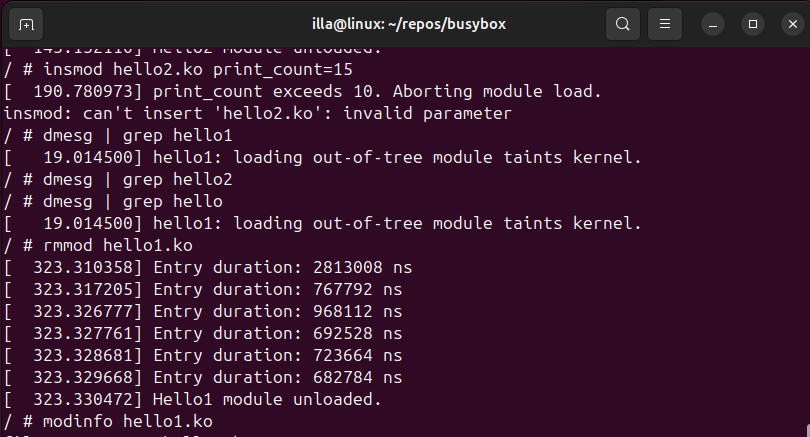 illa@linux: ~/repos/busybox
/ # insmod hello2.ko print_count=15
[  190.780973] print_count exceeds 10. Aborting module load.
insmod: can't insert 'hello2.ko': invalid parameter
/ # dmesg | grep hello1
[   19.014500] hello1: loading out-of-tree module taints kernel.
/ # dmesg | grep hello2
/ # dmesg | grep hello
[   19.014500] hello1: loading out-of-tree module taints kernel.
/ # rmmod hello1.ko
[  323.310358] Entry duration: 2813008 ns
[  323.317205] Entry duration: 767792 ns
[  323.326777] Entry duration: 968112 ns
[  323.327761] Entry duration: 692528 ns
[  323.328681] Entry duration: 723664 ns
[  323.329668] Entry duration: 682784 ns
[  323.330472] Hello1 module unloaded.
/ # modinfo hello1.ko